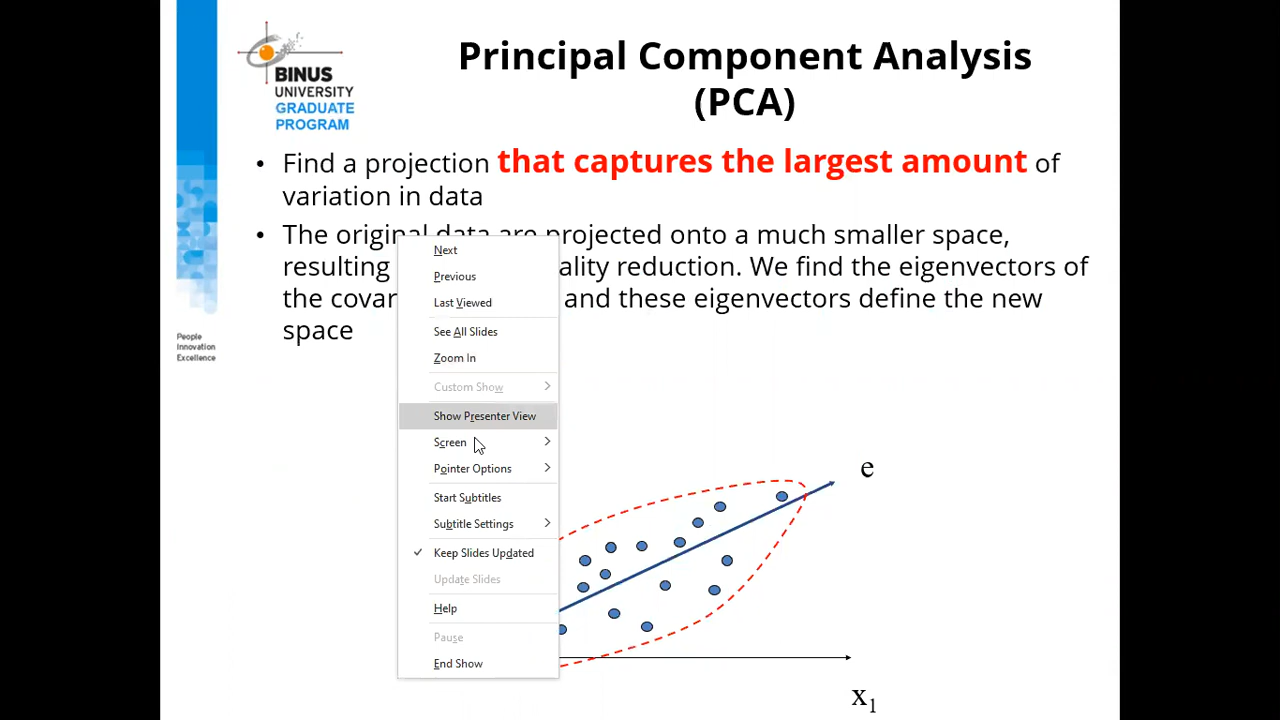 Principal Component Analysis
(PCA)
BINUS
UNIVERSITY
GRADUATE
PROGRAM
• Find a projection that captures the largest amount of
variation in data
• The original data are projected onto a much smaller space,
resulting ality reduction. We find the eigenvectors of
the covar and these eigenvectors define the new
space
People
Innovation
Excellence
Next
Previous
Last Viewed
See All Slides
Zoom In
Custom Show
Show Presenter View
Screen
Pointer Options
Start Subtitles
Subtitle Settings
Keep Slides Updated
Update Slides
Help
Pause
End Show
e
x1